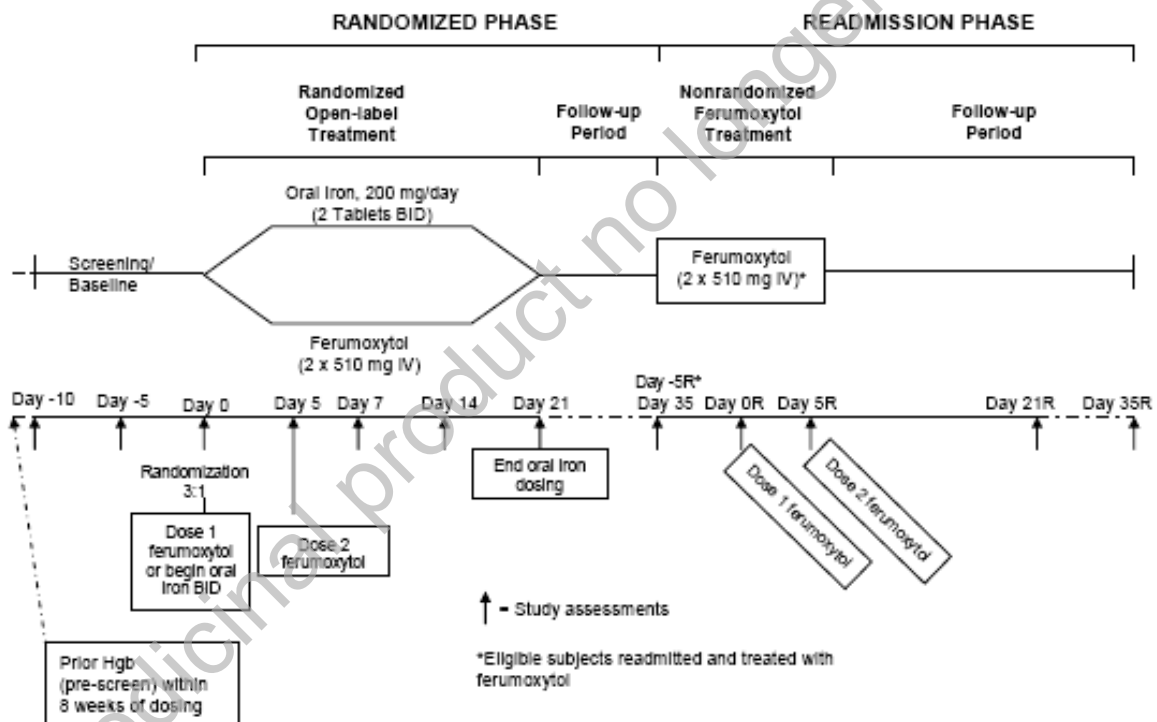 RANDOMIZED PHASE
READMISSION PHASE
Randomized
Open-label
Treatment
Follow-up
Period
Nonrandomized
Ferumoxytol
Treatment
Follow-up
Period
Oral Iron, 200 mg/day
(2 Tablets BID)
Screening/
Baseline
Ferumoxytol
(2 x 510 mg IV)*
Ferumoxytol
(2 x 510 mg IV)
Day -5R*
Day -10 Day -5 Day 0 Day 5 Day 7 Day 14 Day 21 Day 35 Day 0R Day 5R Day 21R Day 35R
Randomization
3:1
Dose 1
ferumoxytol
or begin oral
iron BID
Dose 2
ferumoxytol
End oral iron
dosing
Dose 1 ferumoxytol
Dose 2 ferumoxytol
= Study assessments
*Eligible subjects readmitted and treated with
ferumoxytol
Prior Hgb
(pre-screen) within
8 weeks of dosing
medicinal product no longer